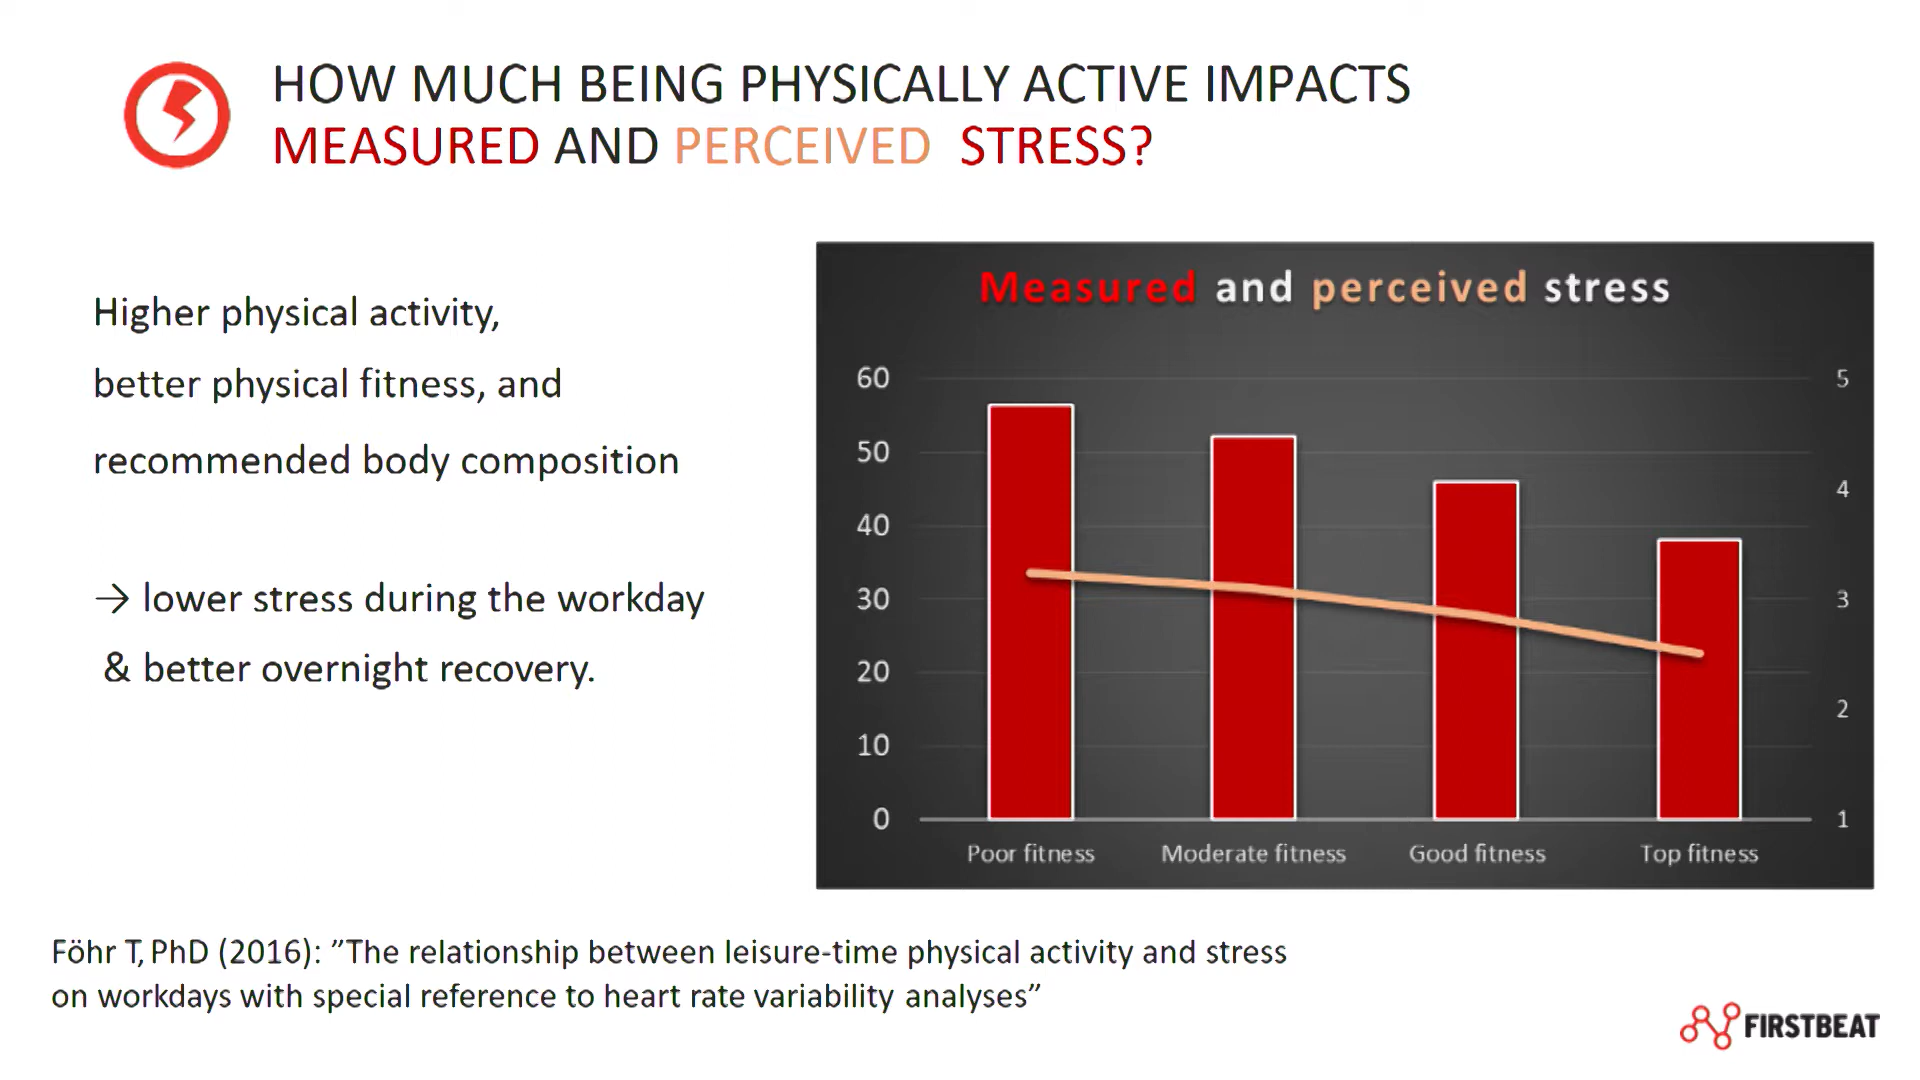 HOW MUCH BEING PHYSICALLY ACTIVE IMPACTS
MEASURED AND PERCEIVED STRESS?
Higher physical activity,
better physical fitness, and
recommended body composition
→ lower stress during the workday
& better overnight recovery.
Measured and perceived stress
60
50
40
30
20
10
0
5
4
3
2
1
Poor fitness
Moderate fitness
Good fitness
Top fitness
Föhr T, PhD (2016): ”The relationship between leisure-time physical activity and stress
on workdays with special reference to heart rate variability analyses”
FIRSTBEAT